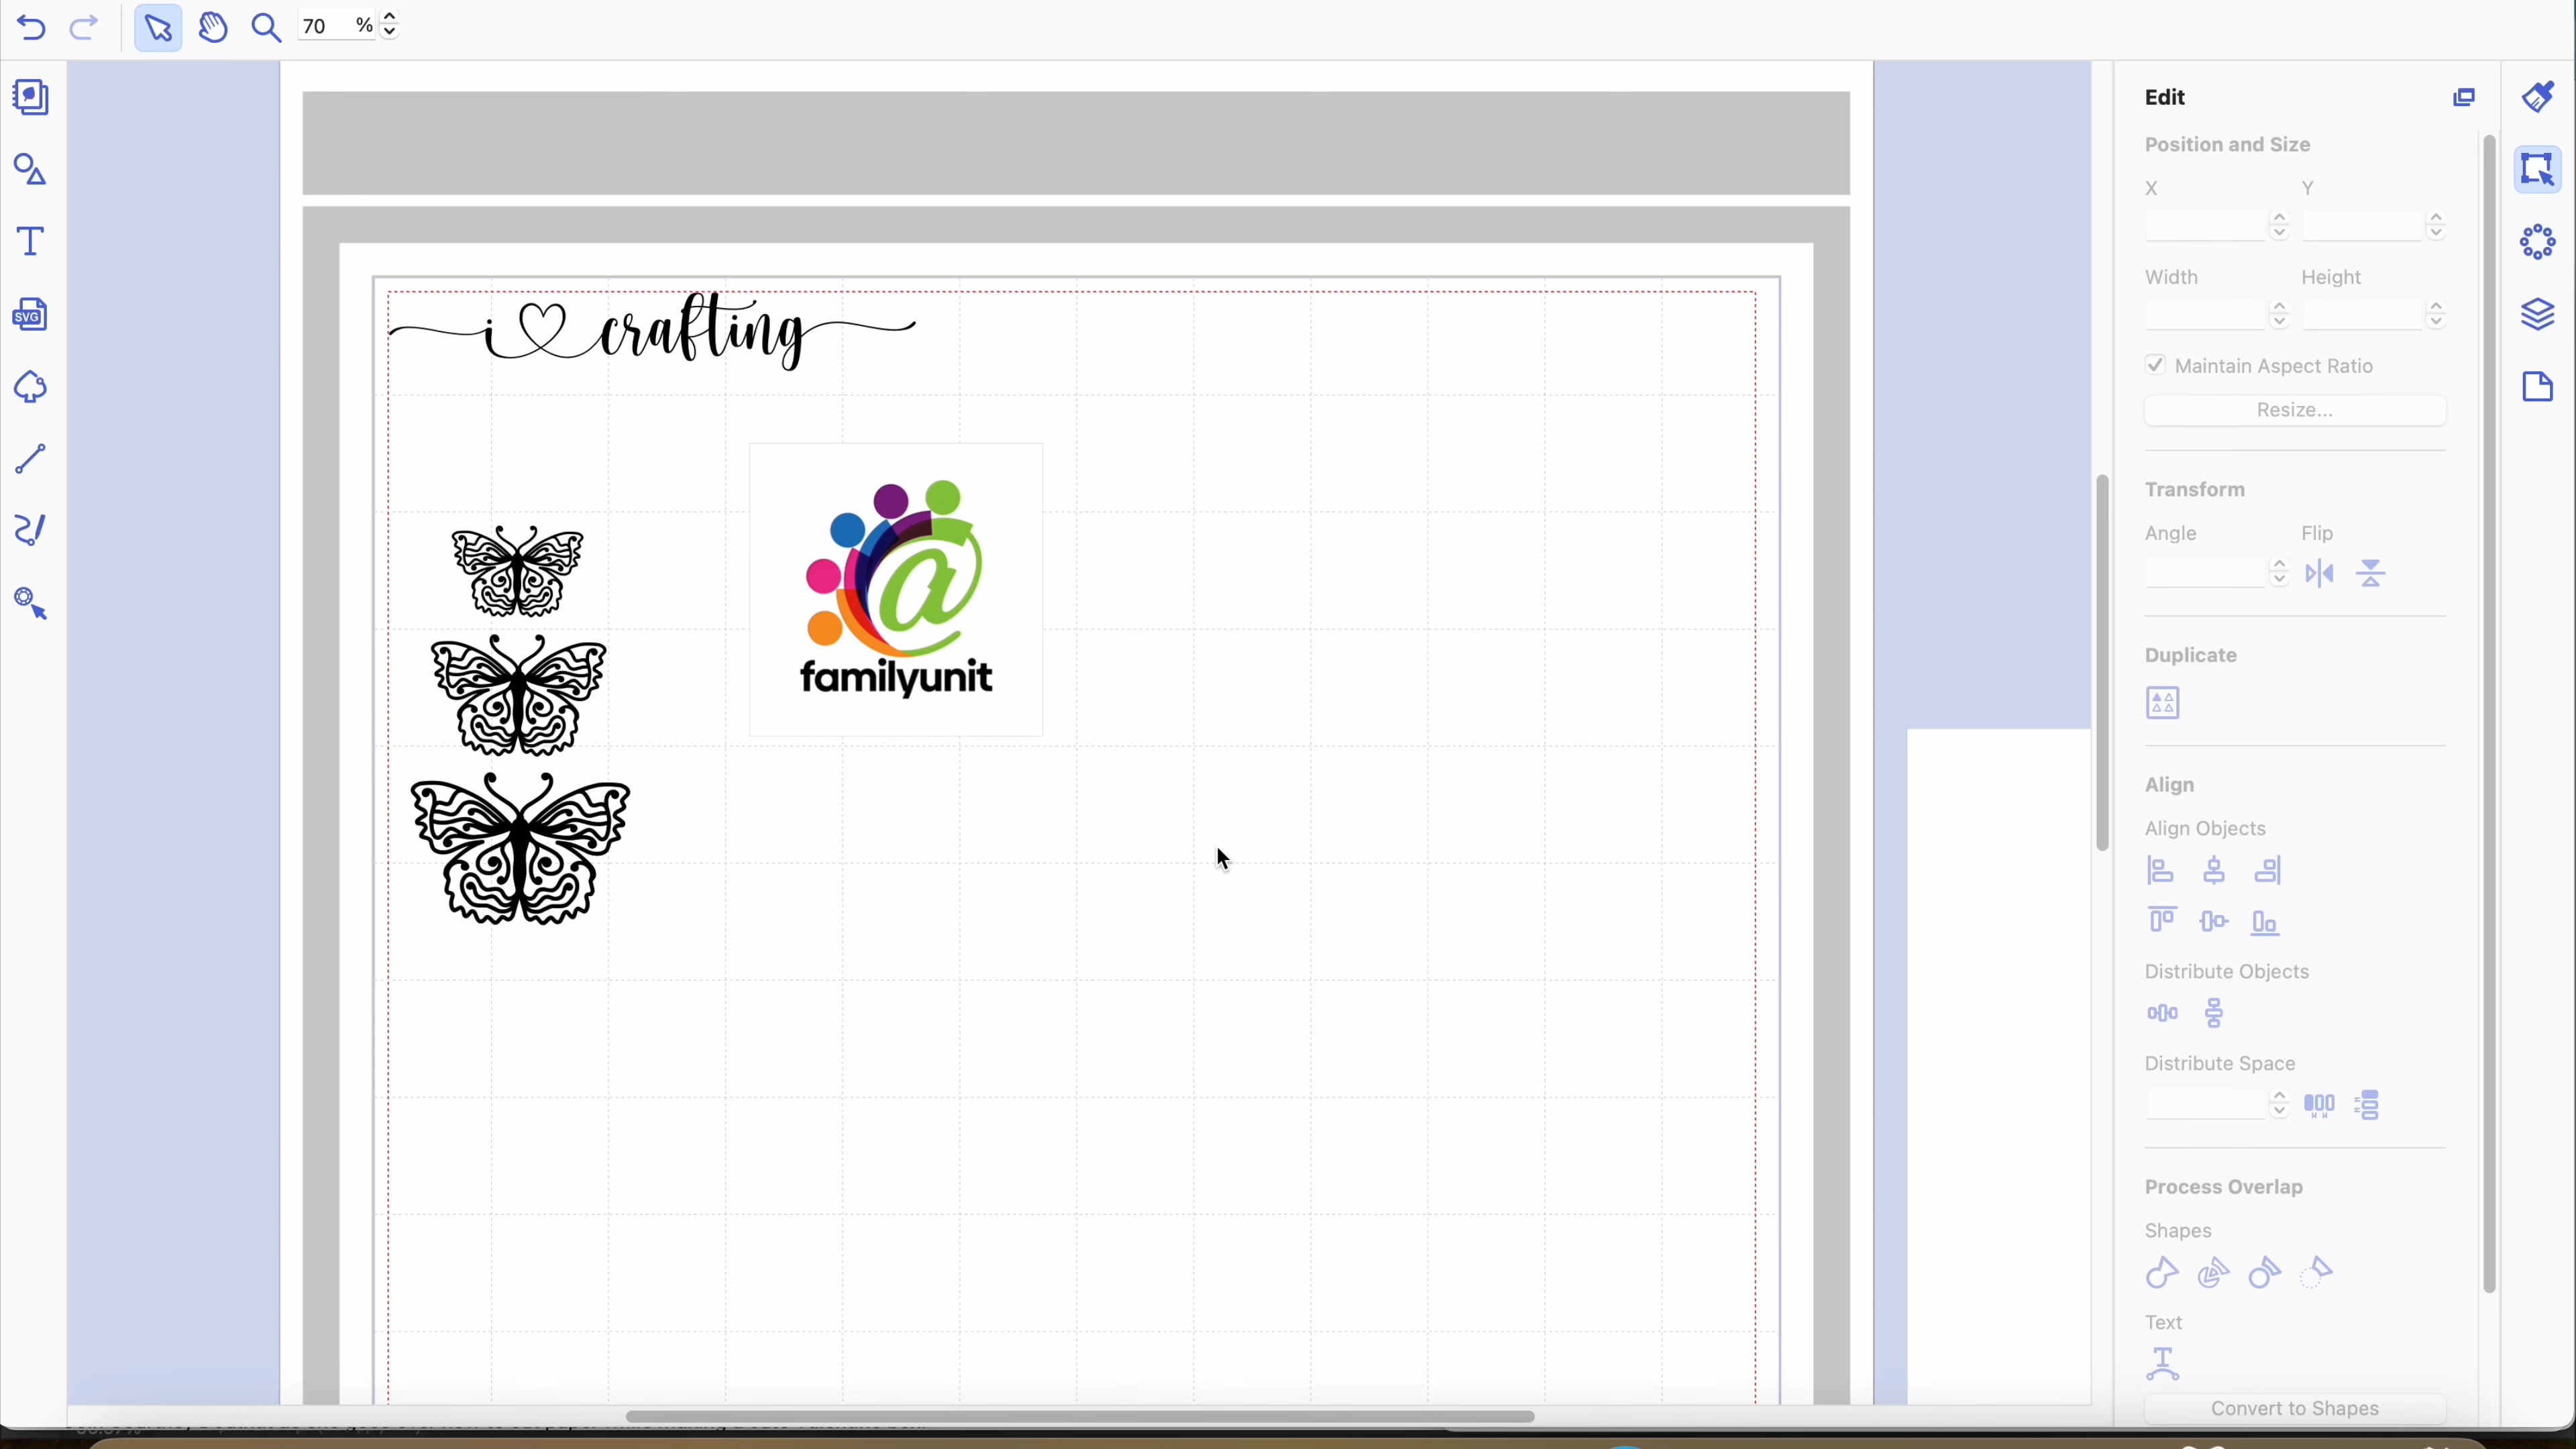 70 %
Edit
Position and Size
X Y
Width Height
Maintain Aspect Ratio
Resize...
Transform
Angle Flip
Duplicate
Align
Align Objects
Distribute Objects
Distribute Space
Process Overlap
Shapes
Text
Convert to Shapes
SVG
i crafting
@
familyunit